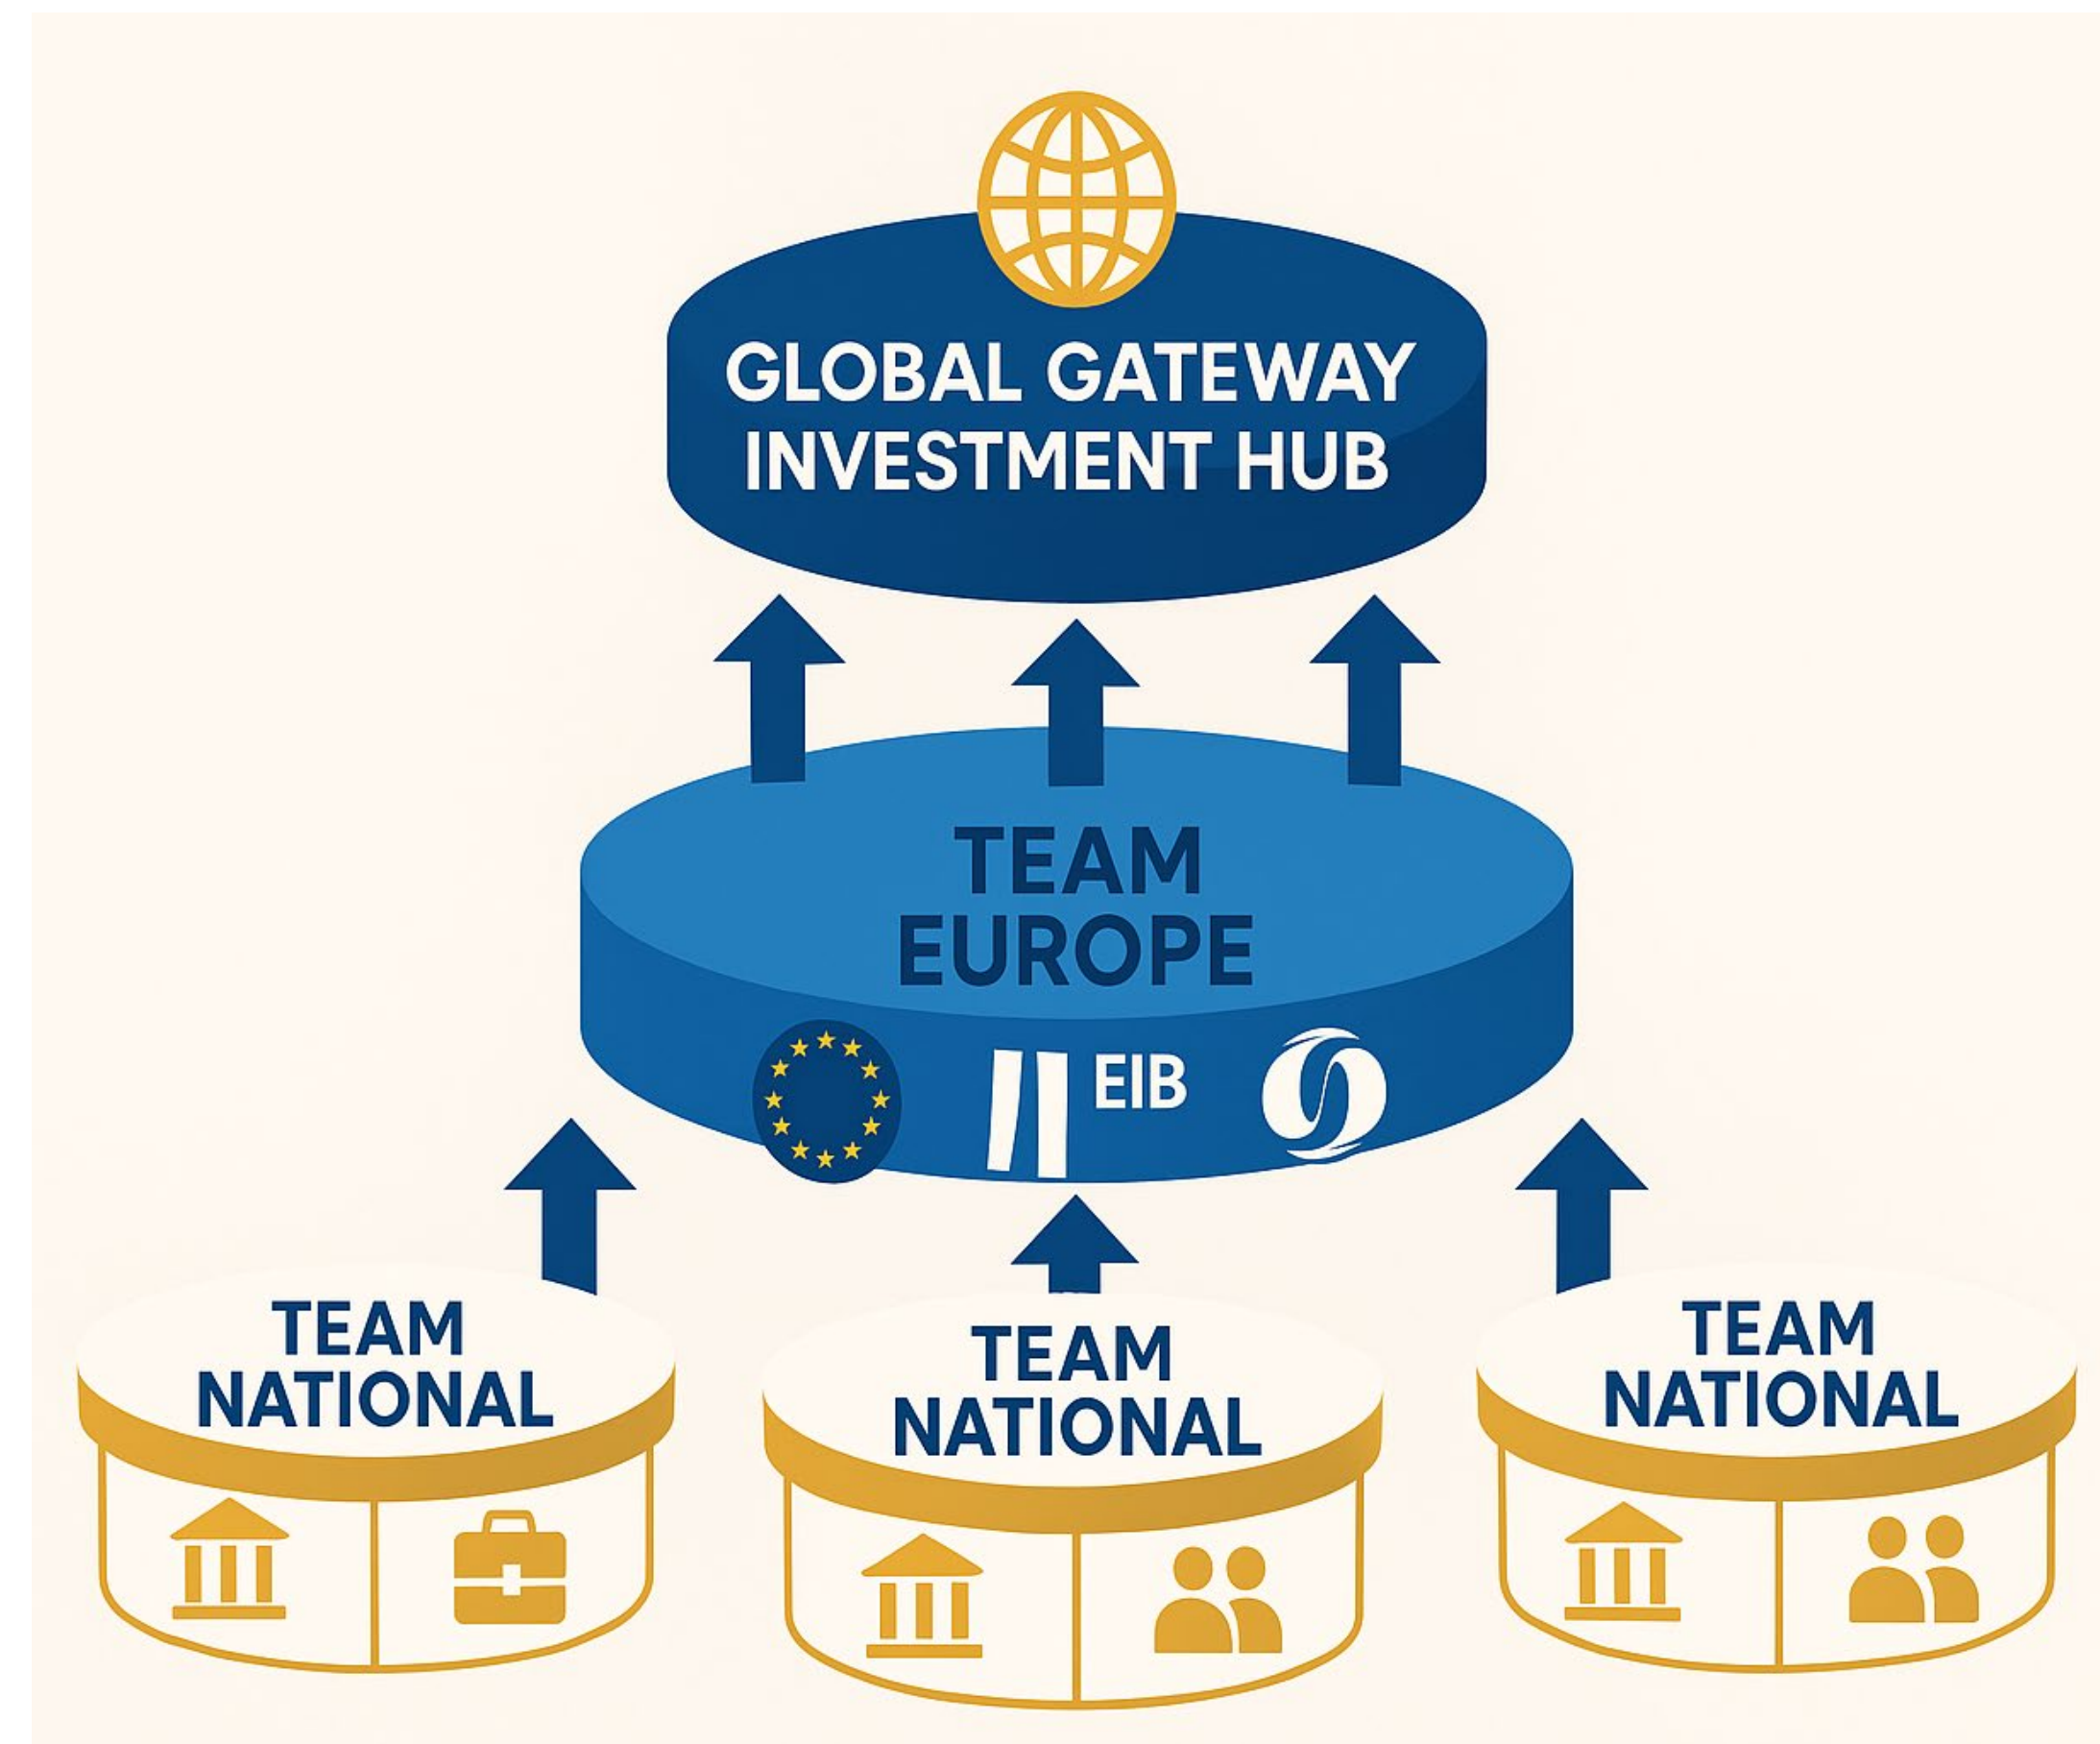 GLOBAL GATEWAY
INVESTMENT HUB
TEAM
EUROPE
EIB
TEAM
NATIONAL
TEAM
NATIONAL
TEAM
NATIONAL